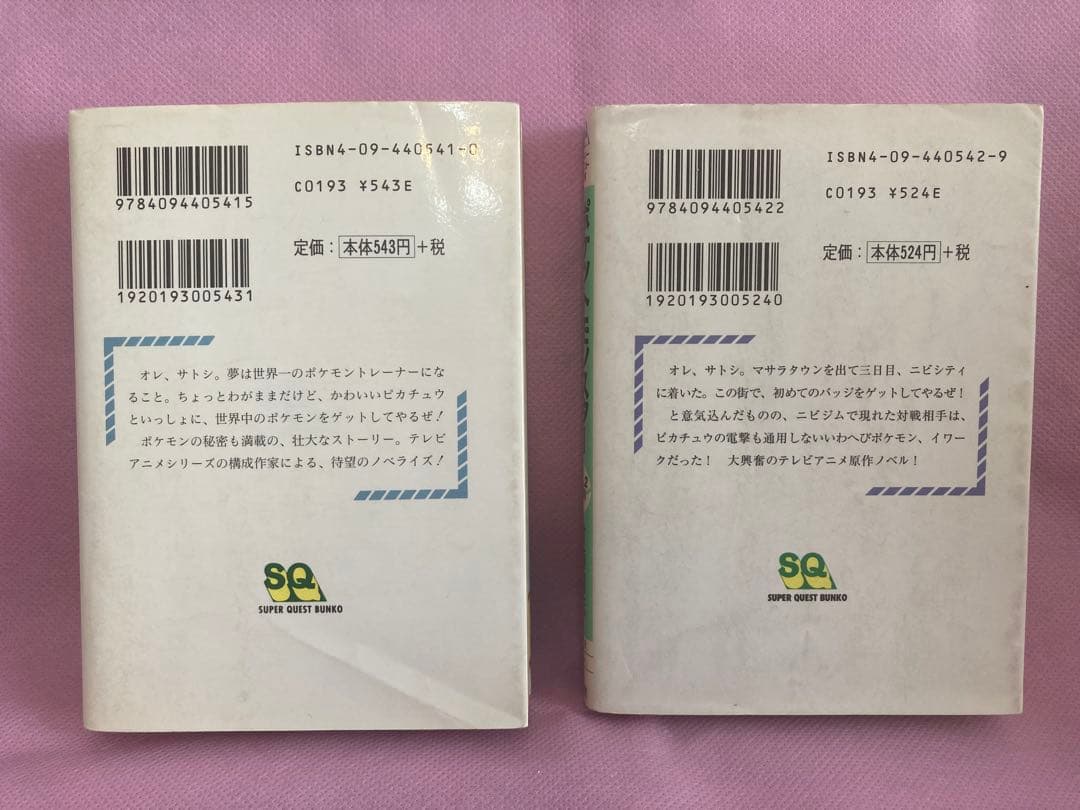 ISBN4-09-440541-0
C0193 ¥543E
9784094405415
定価：本体543円+税
1920193005431
オレ、サトシ。夢は世界一のポケモントレーナーにな
ること。ちょっとわがままだけど、かわいいピカチュウ
といっしょに、世界中のポケモンをゲットしてやるぜ！
ポケモンの秘密も満載の、壮大なストーリー。テレビ
アニメシリーズの構成作家による、待望のノベライズ！
SQ
SUPER QUEST BUNKO
ISBN4-09-440542-9
C0193 ¥524E
9784094405422
定価：本体524円+税
1920193005240
オレ、サトシ。マサラタウンを出て三日目、ニビシティ
に着いた。この街で、初めてのバッジをゲットしてやるぜ！
と意気込んだものの、ニビジムで現れた対戦相手は、
ピカチュウの電撃も通用しないいわへびポケモン、イワー
クだった！　大興奮のテレビアニメ原作ノベル！
SQ
SUPER QUEST BUNKO